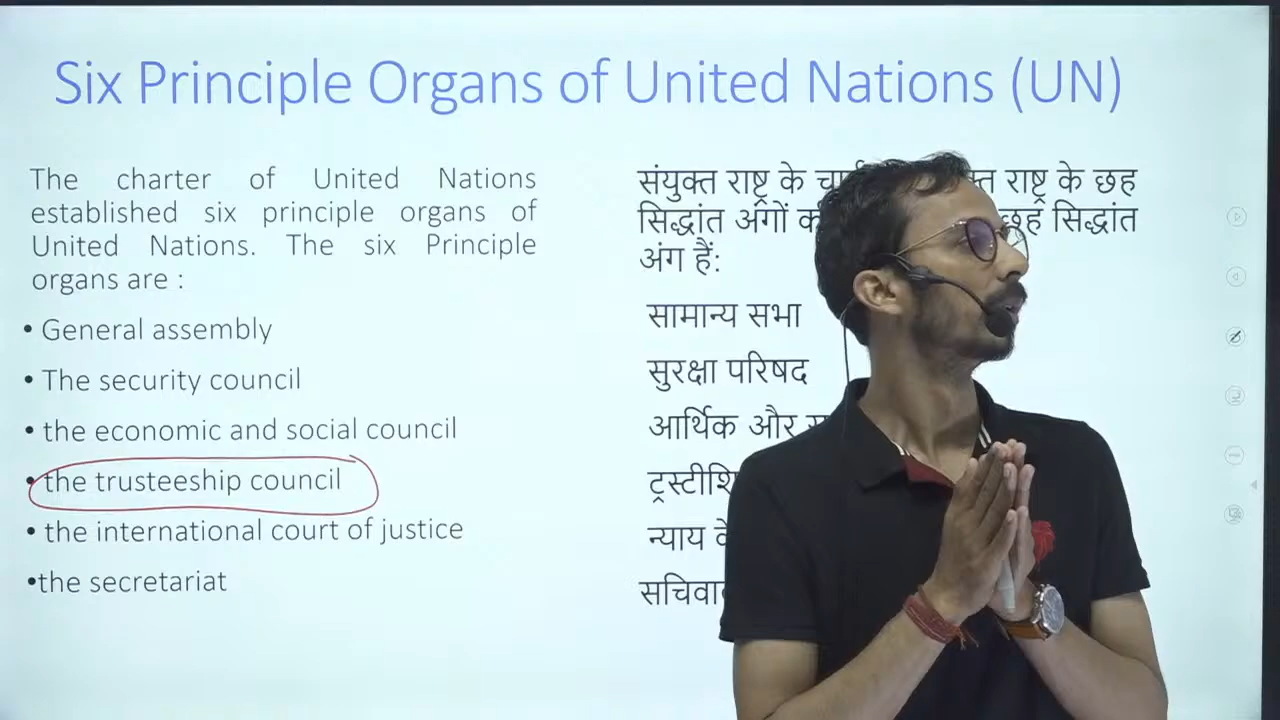 Six Principle Organs of United Nations (UN)
The charter of United Nations
established six principle organs of
United Nations. The six Principle
organs are :
• General assembly
• The security council
• the economic and social council
• the trusteeship council
• the international court of justice
•the secretariat
संयुक्त राष्ट्र के राष्ट्र के छह
सिद्धांत अंगों छह सिद्धांत
अंग हैं:
सामान्य सभा
सुरक्षा परिषद
आर्थिक और
न्याय